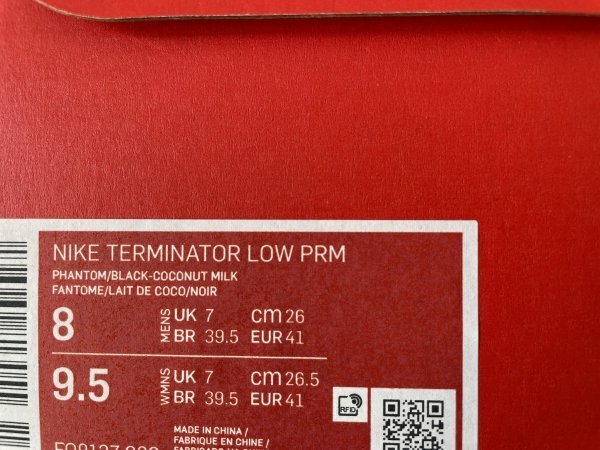 NIKE TERMINATOR LOW PRM
PHANTOM/BLACK-COCONUT MILK
FANTOME/LAIT DE COCO/NOIR
8 MENS UK 7 cm 26
BR 39.5 EUR 41
9.5 WMNS UK 7 cm 26.5
BR 39.5 EUR 41
RFID
MADE IN CHINA /
FABRIQUE EN CHINE /